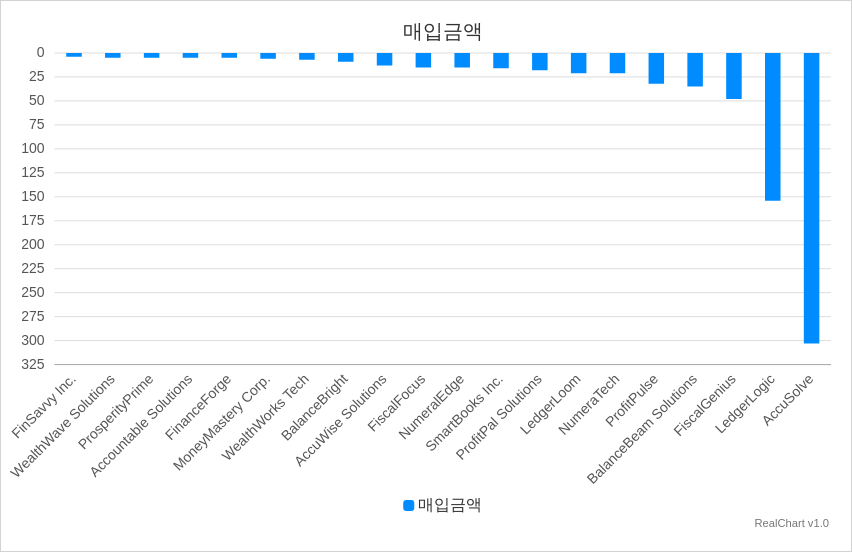 매입금액
0
25
50
75
100
125
150
175
200
225
250
275
300
325
FinSavvy Inc.
WealthWave Solutions
ProsperityPrime
Accountable Solutions
FinanceForge
MoneyMastery Corp.
WealthWorks Tech
BalanceBright
AccuWise Solutions
FiscalFocus
NumeralEdge
SmartBooks Inc.
ProfitPal Solutions
LedgerLoom
NumeraTech
ProfitPulse
BalanceBeam Solutions
FiscalGenius
LedgerLogic
AccuSolve
매입금액
RealChart v1.0